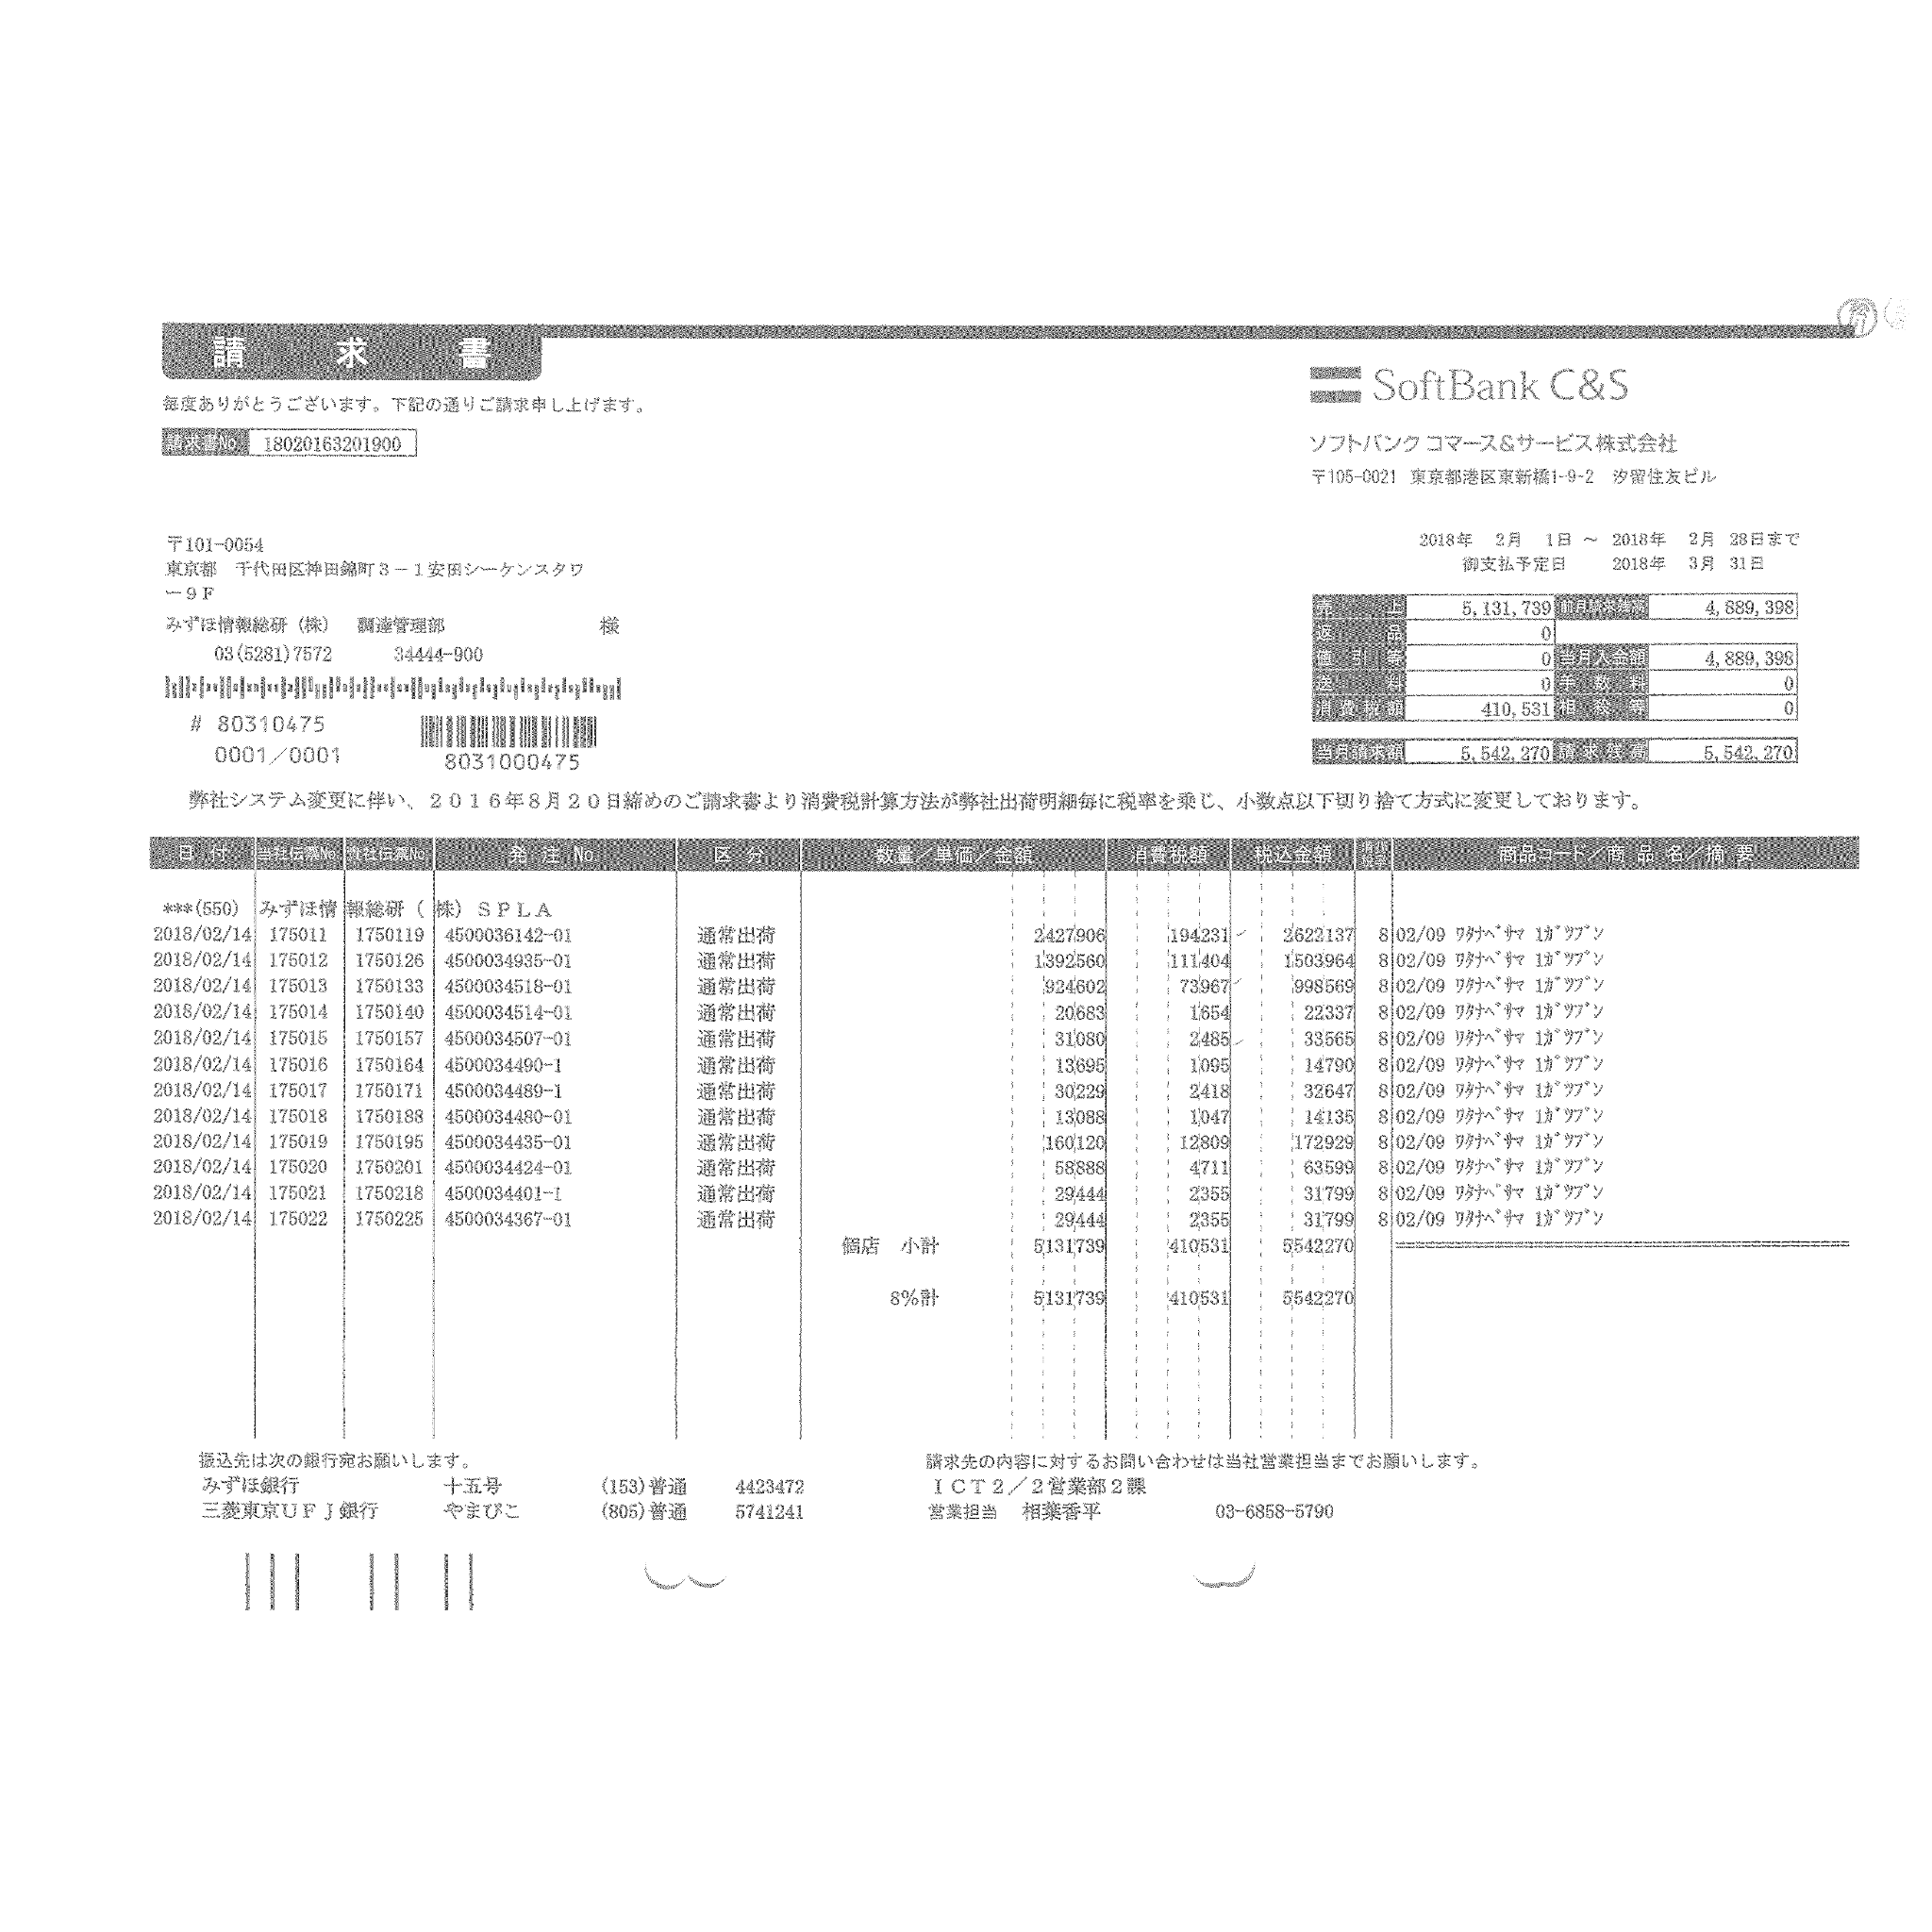 請求書
SoftBank C&S
毎度ありがとうございます。下記の通りご請求申し上げます。
請求書No. 18020163201900
ソフトバンク コマース&サービス株式会社
〒105-0021 東京都港区東新橋1-9-2 汐留住友ビル
〒101-0054
東京都 千代田区神田錦町3-1安田シーケンスタワ
ー9F
みずほ情報総研(株) 調達管理部 様
03(5281)7572 34444-900
# 80310475
0001/0001 8031000475
2018年 2月 1日 ~ 2018年 2月 28日まで
御支払予定日 2018年 3月 31日
売上 5,131,739 前月請求残高 4,889,398
返品 0
値引等 0 当月入金額 4,889,398
送料 0 手数料 0
消費税額 410,531 相殺等 0
当月請求額 5,542,270 請求残高 5,542,270
弊社システム変更に伴い、2016年8月20日締めのご請求書より消費税計算方法が弊社出荷明細毎に税率を乗じ、小数点以下切り捨て方式に変更しております。
日付 当社伝票No. 貴社伝票No. 発注No. 区分 数量/単価/金額 消費税額 税込金額 商品コード/商品名/摘要
***(550) みずほ情報総研(株)SPLA
2018/02/14 175011 1750119 4500036142-01 通常出荷 2427906 194231 2622137 8 02/09 ワタナベサマ 1ガツブン
2018/02/14 175012 1750126 4500034935-01 通常出荷 1392560 111404 1503964 8 02/09 ワタナベサマ 1ガツブン
2018/02/14 175013 1750133 4500034518-01 通常出荷 924602 73967 998569 8 02/09 ワタナベサマ 1ガツブン
2018/02/14 175014 1750140 4500034514-01 通常出荷 20683 1654 22337 8 02/09 ワタナベサマ 1ガツブン
2018/02/14 175015 1750157 4500034507-01 通常出荷 31080 2485 33565 8 02/09 ワタナベサマ 1ガツブン
2018/02/14 175016 1750164 4500034490-1 通常出荷 13695 1095 14790 8 02/09 ワタナベサマ 1ガツブン
2018/02/14 175017 1750171 4500034489-1 通常出荷 30229 2418 32647 8 02/09 ワタナベサマ 1ガツブン
2018/02/14 175018 1750188 4500034480-01 通常出荷 13088 1047 14135 8 02/09 ワタナベサマ 1ガツブン
2018/02/14 175019 1750195 4500034435-01 通常出荷 160120 12809 172929 8 02/09 ワタナベサマ 1ガツブン
2018/02/14 175020 1750201 4500034424-01 通常出荷 58888 4711 63599 8 02/09 ワタナベサマ 1ガツブン
2018/02/14 175021 1750218 4500034401-1 通常出荷 29444 2355 31799 8 02/09 ワタナベサマ 1ガツブン
2018/02/14 175022 1750225 4500034367-01 通常出荷 29444 2355 31799 8 02/09 ワタナベサマ 1ガツブン
個店 小計 5131739 410531 5542270
8%計 5131739 410531 5542270
振込先は次の銀行宛お願いします。
みずほ銀行 十五号 (153)普通 4423472
三菱東京UFJ銀行 やまびこ (805)普通 5741241
請求先の内容に対するお問い合わせは当社営業担当までお願いします。
ICT2/2営業部2課
営業担当 相葉香平 03-6858-5790